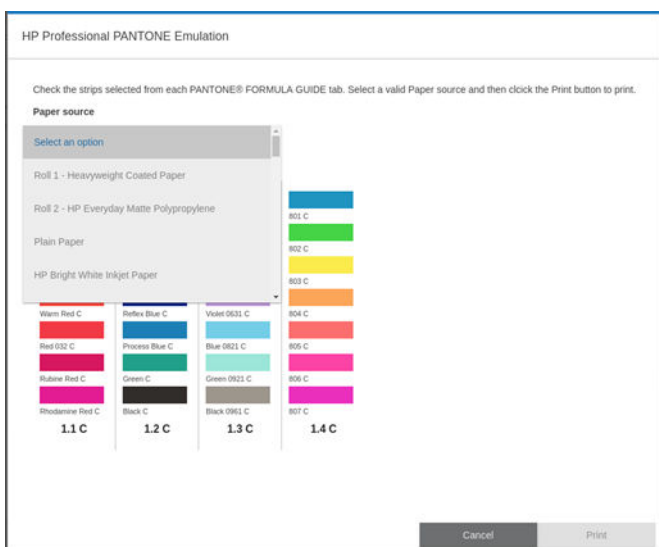 HP Professional PANTONE Emulation
Check the strips selected from each PANTONE® FORMULA GUIDE tab. Select a valid Paper source and then clcick the Print button to print.
Paper source
Select an option
Roll 1 - Heavyweight Coated Paper
Roll 2 - HP Everyday Matte Polypropylene
Plain Paper
HP Bright White Inkjet Paper
801 C
802 C
803 C
Warm Red C Reflex Blue C Violet 0631 C 804 C
Red 032 C Process Blue C Blue 0821 C 805 C
Rubine Red C Green C Green 0921 C 806 C
Rhodamine Red C Black C Black 0961 C 807 C
1.1 C 1.2 C 1.3 C 1.4 C
Cancel Print